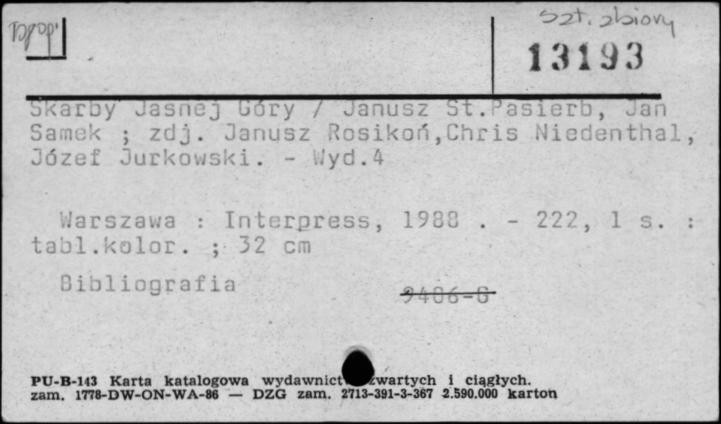 szt. zbiory
13193
Skarby Jasnej Góry / Janusz St.Pasierb, Jan
Samek ; zdj. Janusz Rosikoń,Chris Niedenthal,
Józef Jurkowski. - Wyd.4
Warszawa : Interpress, 1988 . - 222, 1 s. :
tabl.kolor. ; 32 cm
Bibliografia
9406-G
PU-B-143 Karta katalogowa wydawnictw zwartych i ciągłych.
zam. 1778-DW-ON-WA-86 — DZG zam. 2713-391-3-367 2.590.000 karton